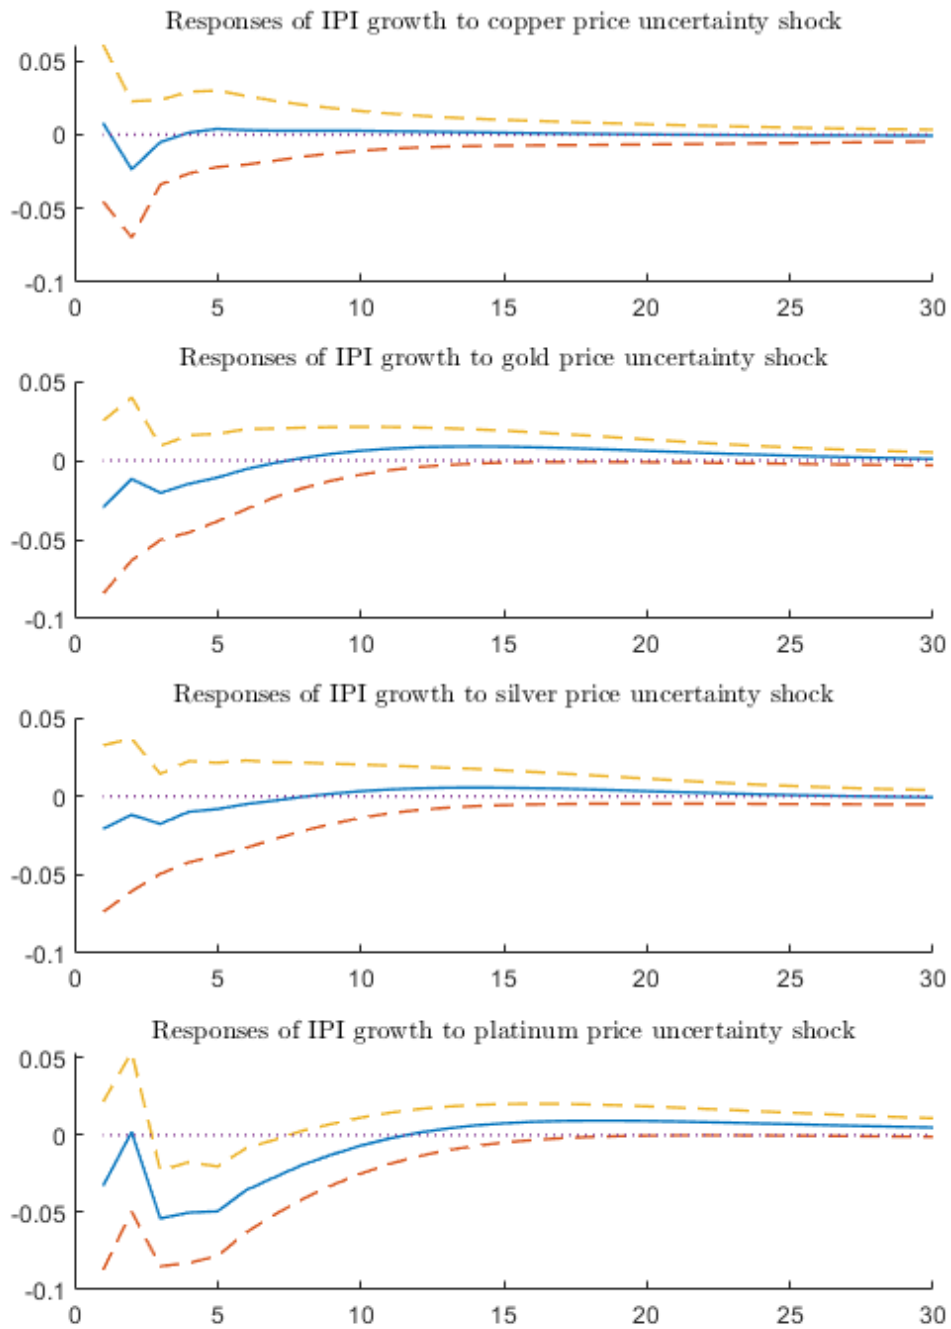 Responses of IPI growth to copper price uncertainty shock
0.05
0
-0.05
-0.1
0 5 10 15 20 25 30
Responses of IPI growth to gold price uncertainty shock
0.05
0
-0.05
-0.1
0 5 10 15 20 25 30
Responses of IPI growth to silver price uncertainty shock
0.05
0
-0.05
-0.1
0 5 10 15 20 25 30
Responses of IPI growth to platinum price uncertainty shock
0.05
0
-0.05
-0.1
0 5 10 15 20 25 30